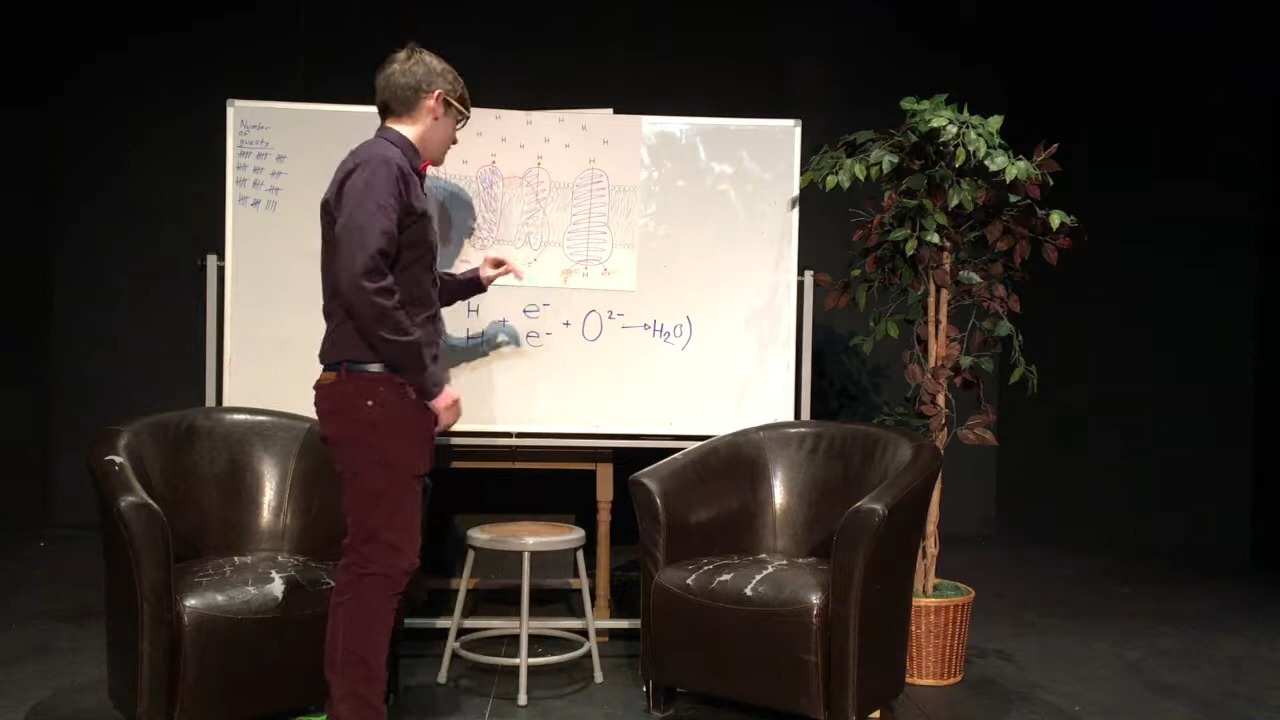 Number
of
guests
H H H H
H H H
H H H H
H H H
H
H e⁻
+ + O²⁻ → H₂O)
H e⁻